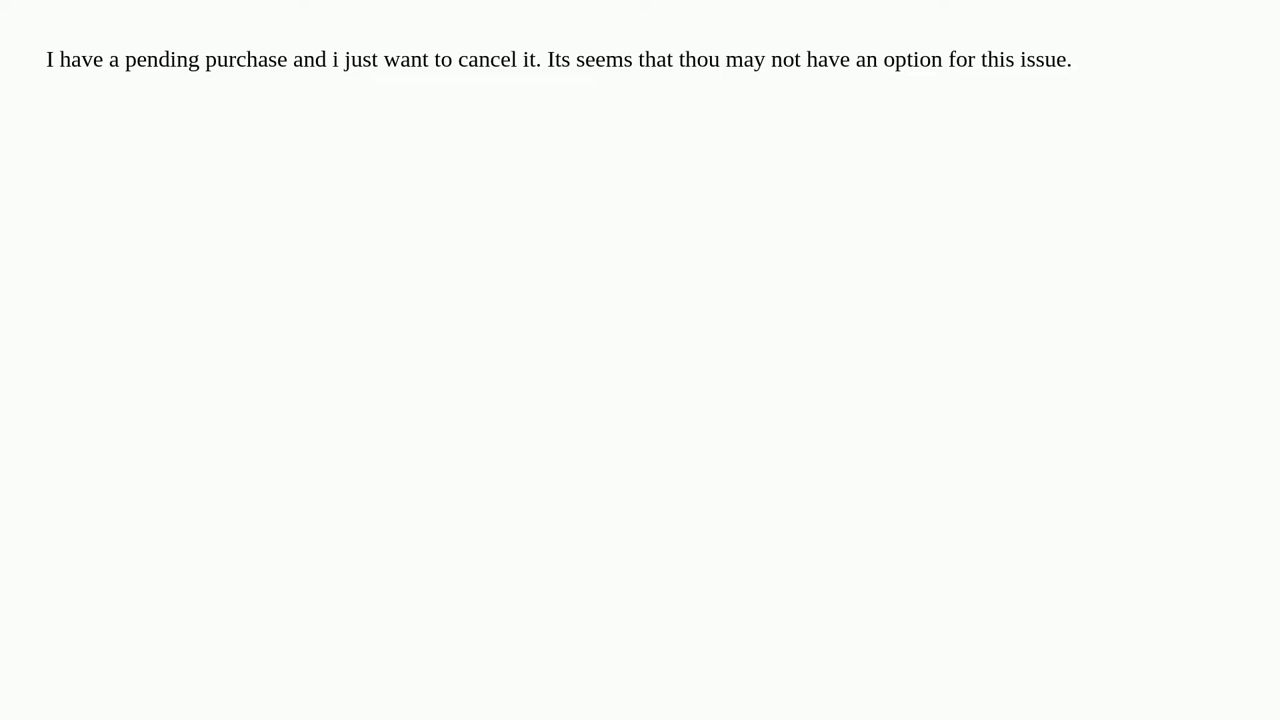 I have a pending purchase and i just want to cancel it. Its seems that thou may not have an option for this issue.